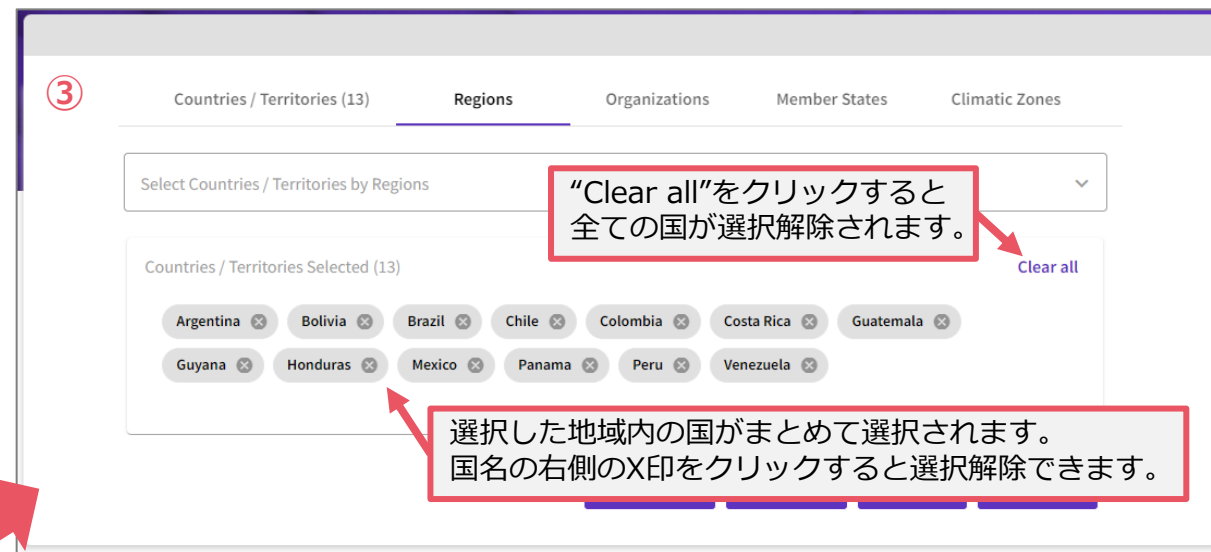 ③
Countries / Territories (13) Regions Organizations Member States Climatic Zones
Select Countries / Territories by Regions
“Clear all”をクリックすると
全ての国が選択解除されます。
Countries / Territories Selected (13) Clear all
Argentina Bolivia Brazil Chile Colombia Costa Rica Guatemala
Guyana Honduras Mexico Panama Peru Venezuela
選択した地域内の国がまとめて選択されます。
国名の右側のX印をクリックすると選択解除できます。